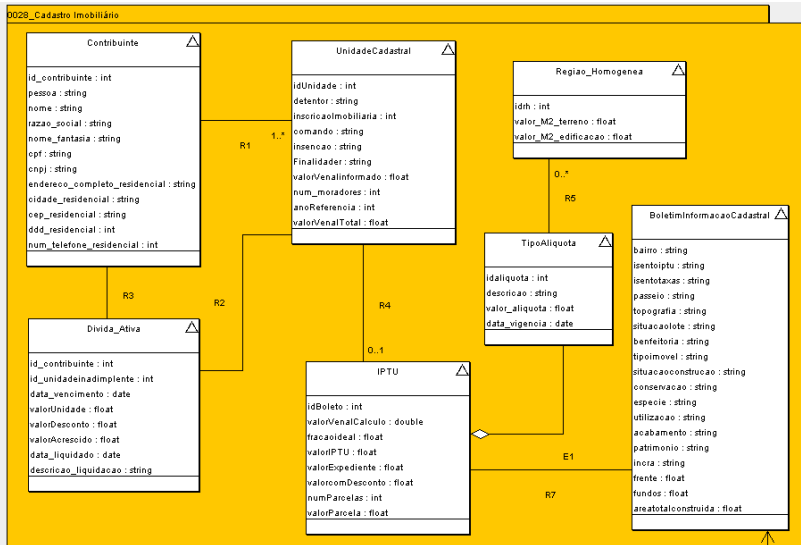 0028_Cadastro Imobiliário
Contribuinte
id_contribuinte : int
pessoa : string
nome : string
razao_social : string
nome_fantasia : string
cpf : string
cnpj : string
endereco_completo_residencial : string
cidade_residencial : string
cep_residencial : string
ddd_residencial : int
num_telefone_residencial : int
R1
1..*
UnidadeCadastral
idUnidade : int
detentor : string
inscricaoImobiliaria : int
comando : string
insencao : string
Finalidader : string
valorVenalinformado : float
num_moradores : int
anoReferencia : int
valorVenalTotal : float
Regiao_Homogenea
idrh : int
valor_M2_terreno : float
valor_M2_edificacao : float
0..*
R5
TipoAliquota
idaliquota : int
descricao : string
valor_aliquota : float
data_vigencia : date
BoletimInformacaoCadastral
bairro : string
isentoiptu : string
isentotaxas : string
passeio : string
topografia : string
situacaolote : string
benfeitoria : string
tipoimovel : string
situacaoconstrucao : string
conservacao : string
especie : string
utilizacao : string
acabamento : string
patrimonio : string
incra : string
frente : float
fundos : float
areatotalconstruida : float
R3
R2
R4
0..1
Divida_Ativa
id_contribuinte : int
id_unidadeinadimplente : int
data_vencimento : date
valorUnidade : float
valorDesconto : float
valorAcrescido : float
data_liquidado : date
descricao_liquidacao : string
IPTU
idBoleto : int
valorVenalCalculo : double
fracaoideal : float
valorIPTU : float
valorExpediente : float
valorcomDesconto : float
numParcelas : int
valorParcela : float
E1
R7